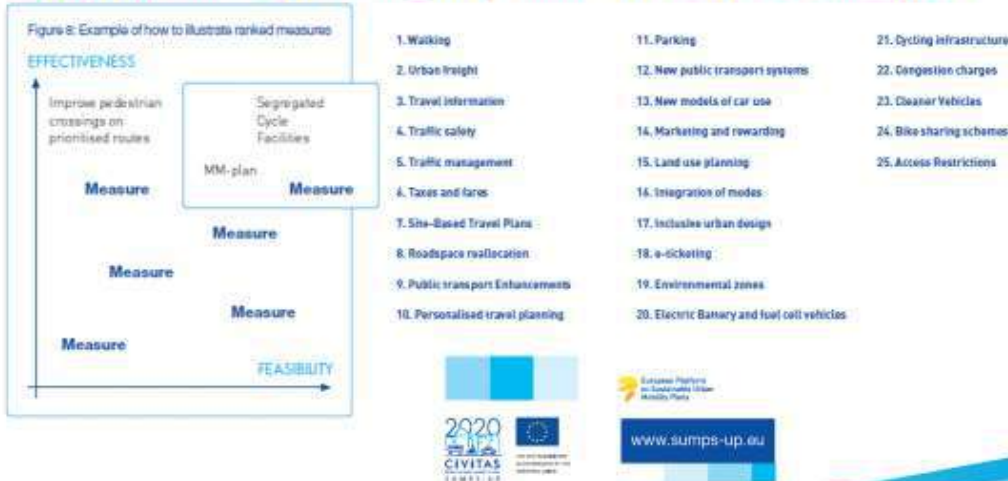 Figure 8: Example of how to illustrate ranked measures
EFFECTIVENESS
Improve pedestrian
crossings on
prioritised routes
Segregated
Cycle
Facilities
MM-plan
Measure
Measure
Measure
Measure
Measure
Measure
FEASIBILITY
1. Walking
2. Urban freight
3. Travel information
4. Traffic safety
5. Traffic management
6. Taxes and fares
7. Site-Based Travel Plans
8. Roadspace reallocation
9. Public transport Enhancements
10. Personalised travel planning
11. Parking
12. New public transport systems
13. New models of car use
14. Marketing and rewarding
15. Land use planning
16. Integration of modes
17. Inclusive urban design
18. e-ticketing
19. Environmental zones
20. Electric Battery and fuel cell vehicles
21. Cycling infrastructure
22. Congestion charges
23. Cleaner Vehicles
24. Bike sharing schemes
25. Access Restrictions
2020
CIVITAS
SUMPS-UP
European Platform
on Sustainable Urban
Mobility Plans
www.sumps-up.eu